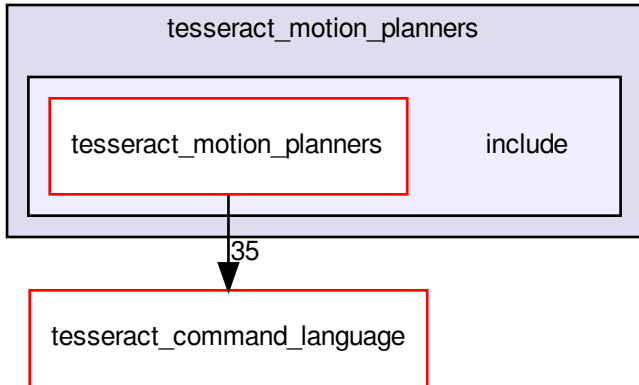 tesseract_motion_planners
tesseract_motion_planners
include
35
tesseract_command_language